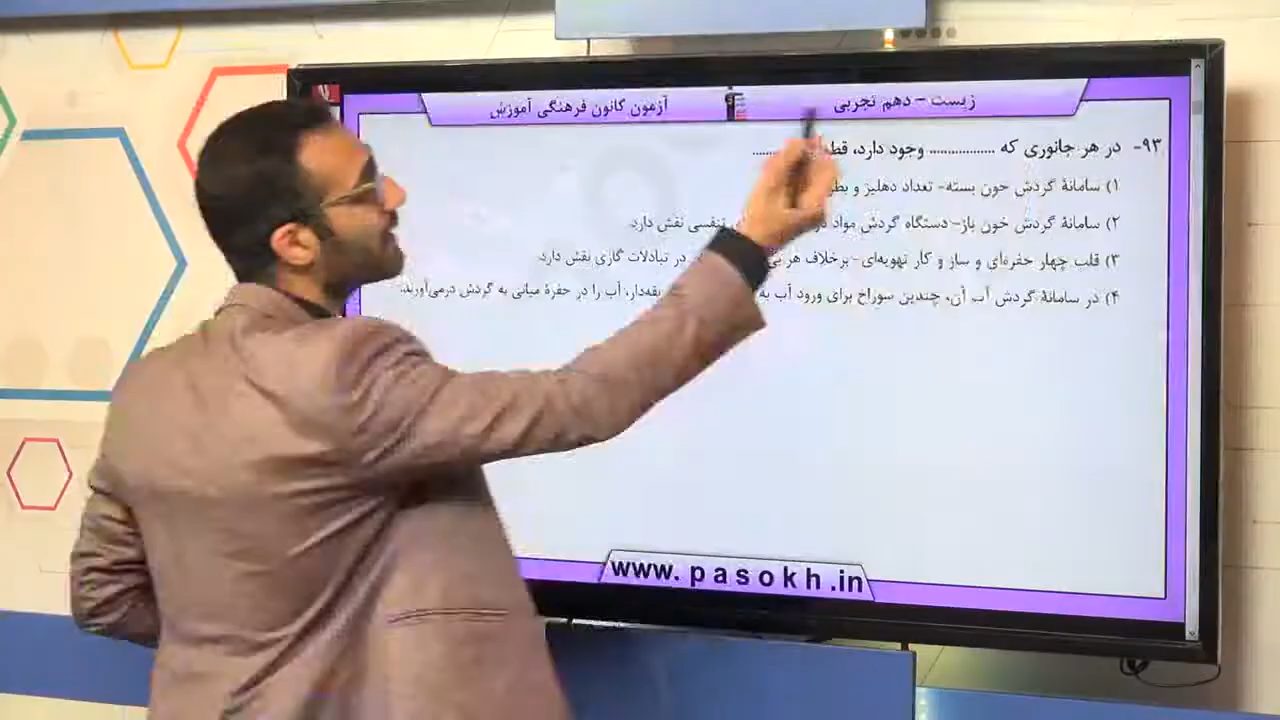 زیست - دهم تجربی
آزمون کانون فرهنگی آموزش
۹۳- در هر جانوری که .................. وجود دارد،
۱) سامانهٔ گردش خون بسته- تعداد دهلیز و
۲) سامانهٔ گردش خون باز- دستگاه گردش مواد در تنفسی نقش دارد.
۳) قلب چهار حفره‌ای و ساز و کار تهویه‌ای- برخلاف هر در تبادلات گازی نقش دارد.
۴) در سامانهٔ گردش آب آن، چندین سوراخ برای ورود آب به آب را در حفرهٔ میانی به گردش درمی‌آورند.
www.pasokh.in